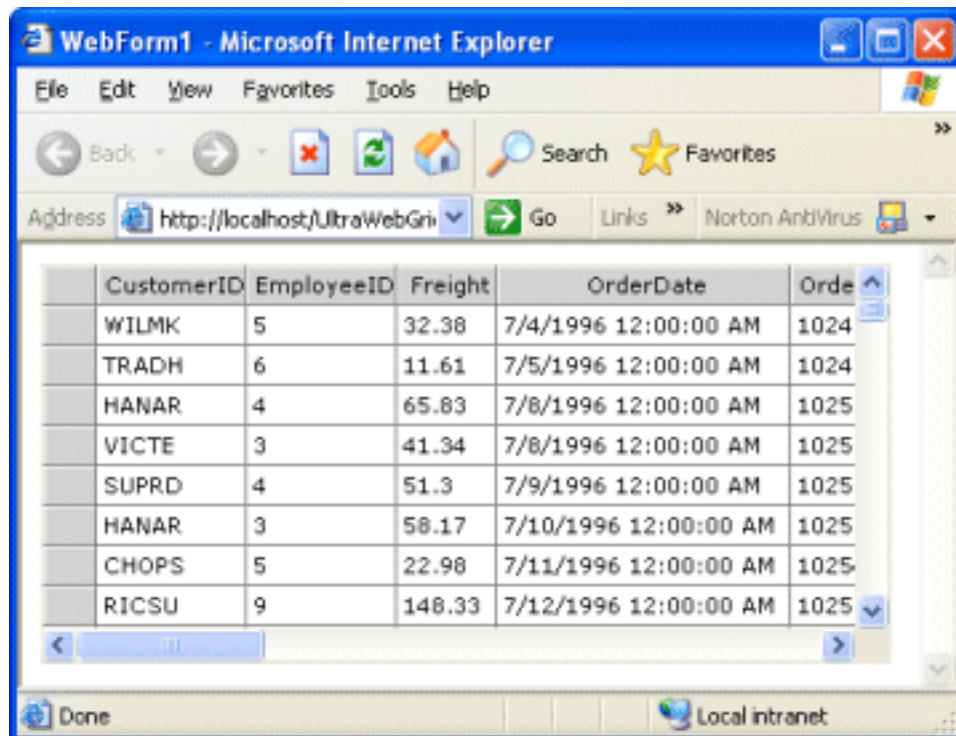 WebForm1 - Microsoft Internet Explorer
File Edit View Favorites Tools Help
Back Search Favorites
Address http://localhost/UltraWebGri Go Links Norton AntiVirus
CustomerID EmployeeID Freight OrderDate Orde
WILMK 5 32.38 7/4/1996 12:00:00 AM 1024
TRADH 6 11.61 7/5/1996 12:00:00 AM 1024
HANAR 4 65.83 7/8/1996 12:00:00 AM 1025
VICTE 3 41.34 7/8/1996 12:00:00 AM 1025
SUPRD 4 51.3 7/9/1996 12:00:00 AM 1025
HANAR 3 58.17 7/10/1996 12:00:00 AM 1025
CHOPS 5 22.98 7/11/1996 12:00:00 AM 1025
RICSU 9 148.33 7/12/1996 12:00:00 AM 1025
Done Local intranet